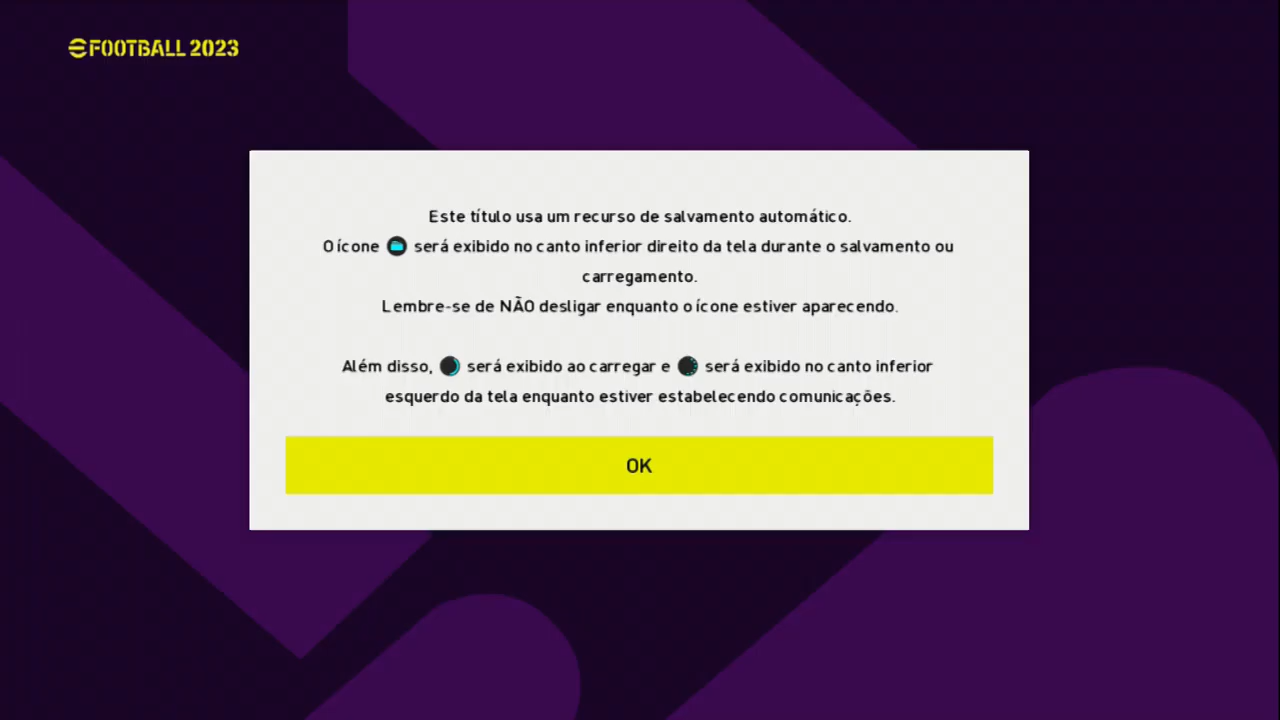 eFOOTBALL 2023
Este título usa um recurso de salvamento automático.
O ícone será exibido no canto inferior direito da tela durante o salvamento ou
carregamento.
Lembre-se de NÃO desligar enquanto o ícone estiver aparecendo.
Além disso, será exibido ao carregar e será exibido no canto inferior
esquerdo da tela enquanto estiver estabelecendo comunicações.
OK